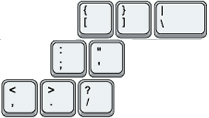 { } |
[ ] \
: "
; '
< > ?
, . /